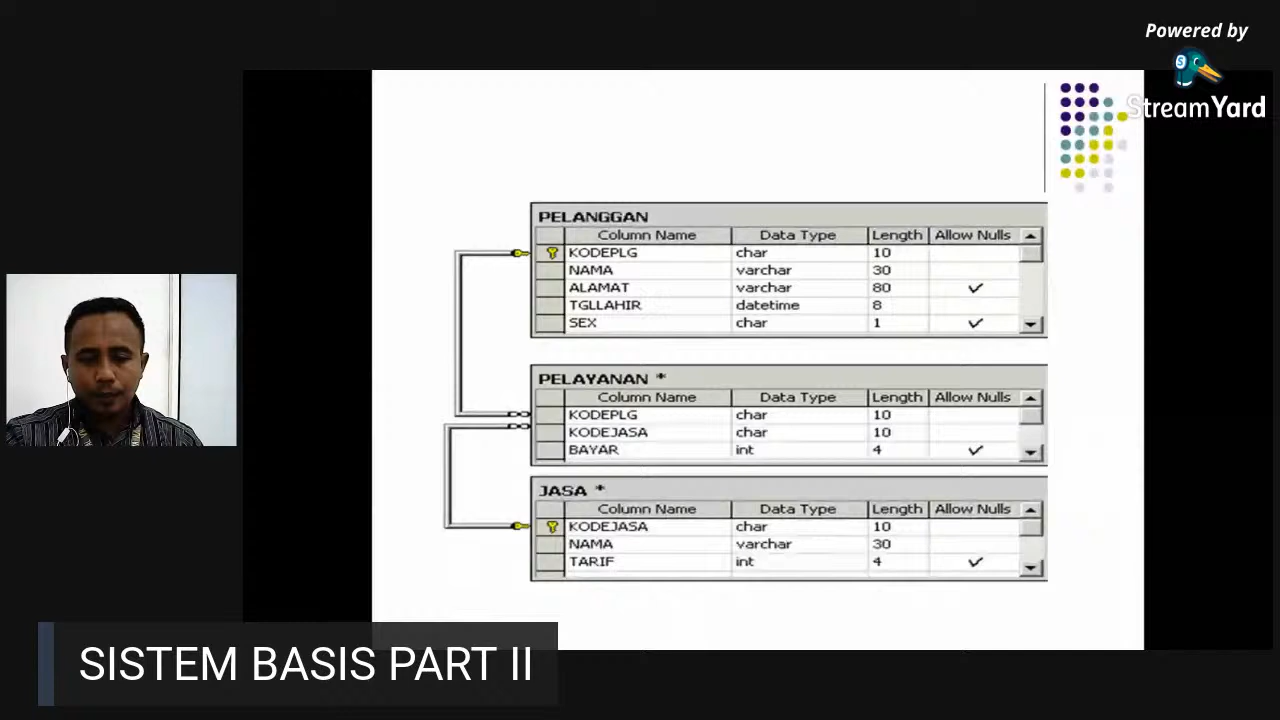 Powered by
StreamYard
PELANGGAN
Column Name Data Type Length Allow Nulls
KODEPLG char 10
NAMA varchar 30
ALAMAT varchar 80
TGLLAHIR datetime 8
SEX char 1
PELAYANAN *
Column Name Data Type Length Allow Nulls
KODEPLG char 10
KODEJASA char 10
BAYAR int 4
JASA *
Column Name Data Type Length Allow Nulls
KODEJASA char 10
NAMA varchar 30
TARIF int 4
SISTEM BASIS PART II